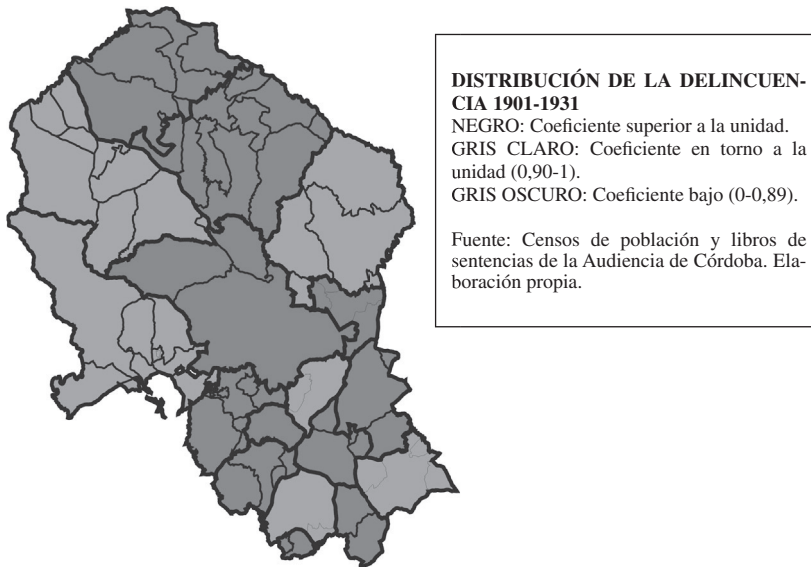 DISTRIBUCIÓN DE LA DELINCUEN-
CIA 1901-1931
NEGRO: Coeficiente superior a la unidad.
GRIS CLARO: Coeficiente en torno a la
unidad (0,90-1).
GRIS OSCURO: Coeficiente bajo (0-0,89).
Fuente: Censos de población y libros de
sentencias de la Audiencia de Córdoba. Ela-
boración propia.